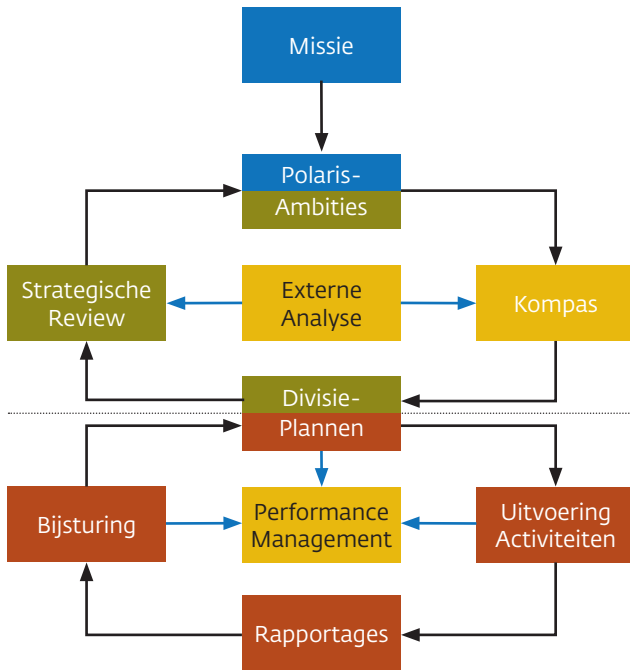 Missie
Polaris-
Ambities
Strategische
Review
Externe
Analyse
Kompas
Divisie-
Plannen
Bijsturing
Performance
Management
Uitvoering
Activiteiten
Rapportages